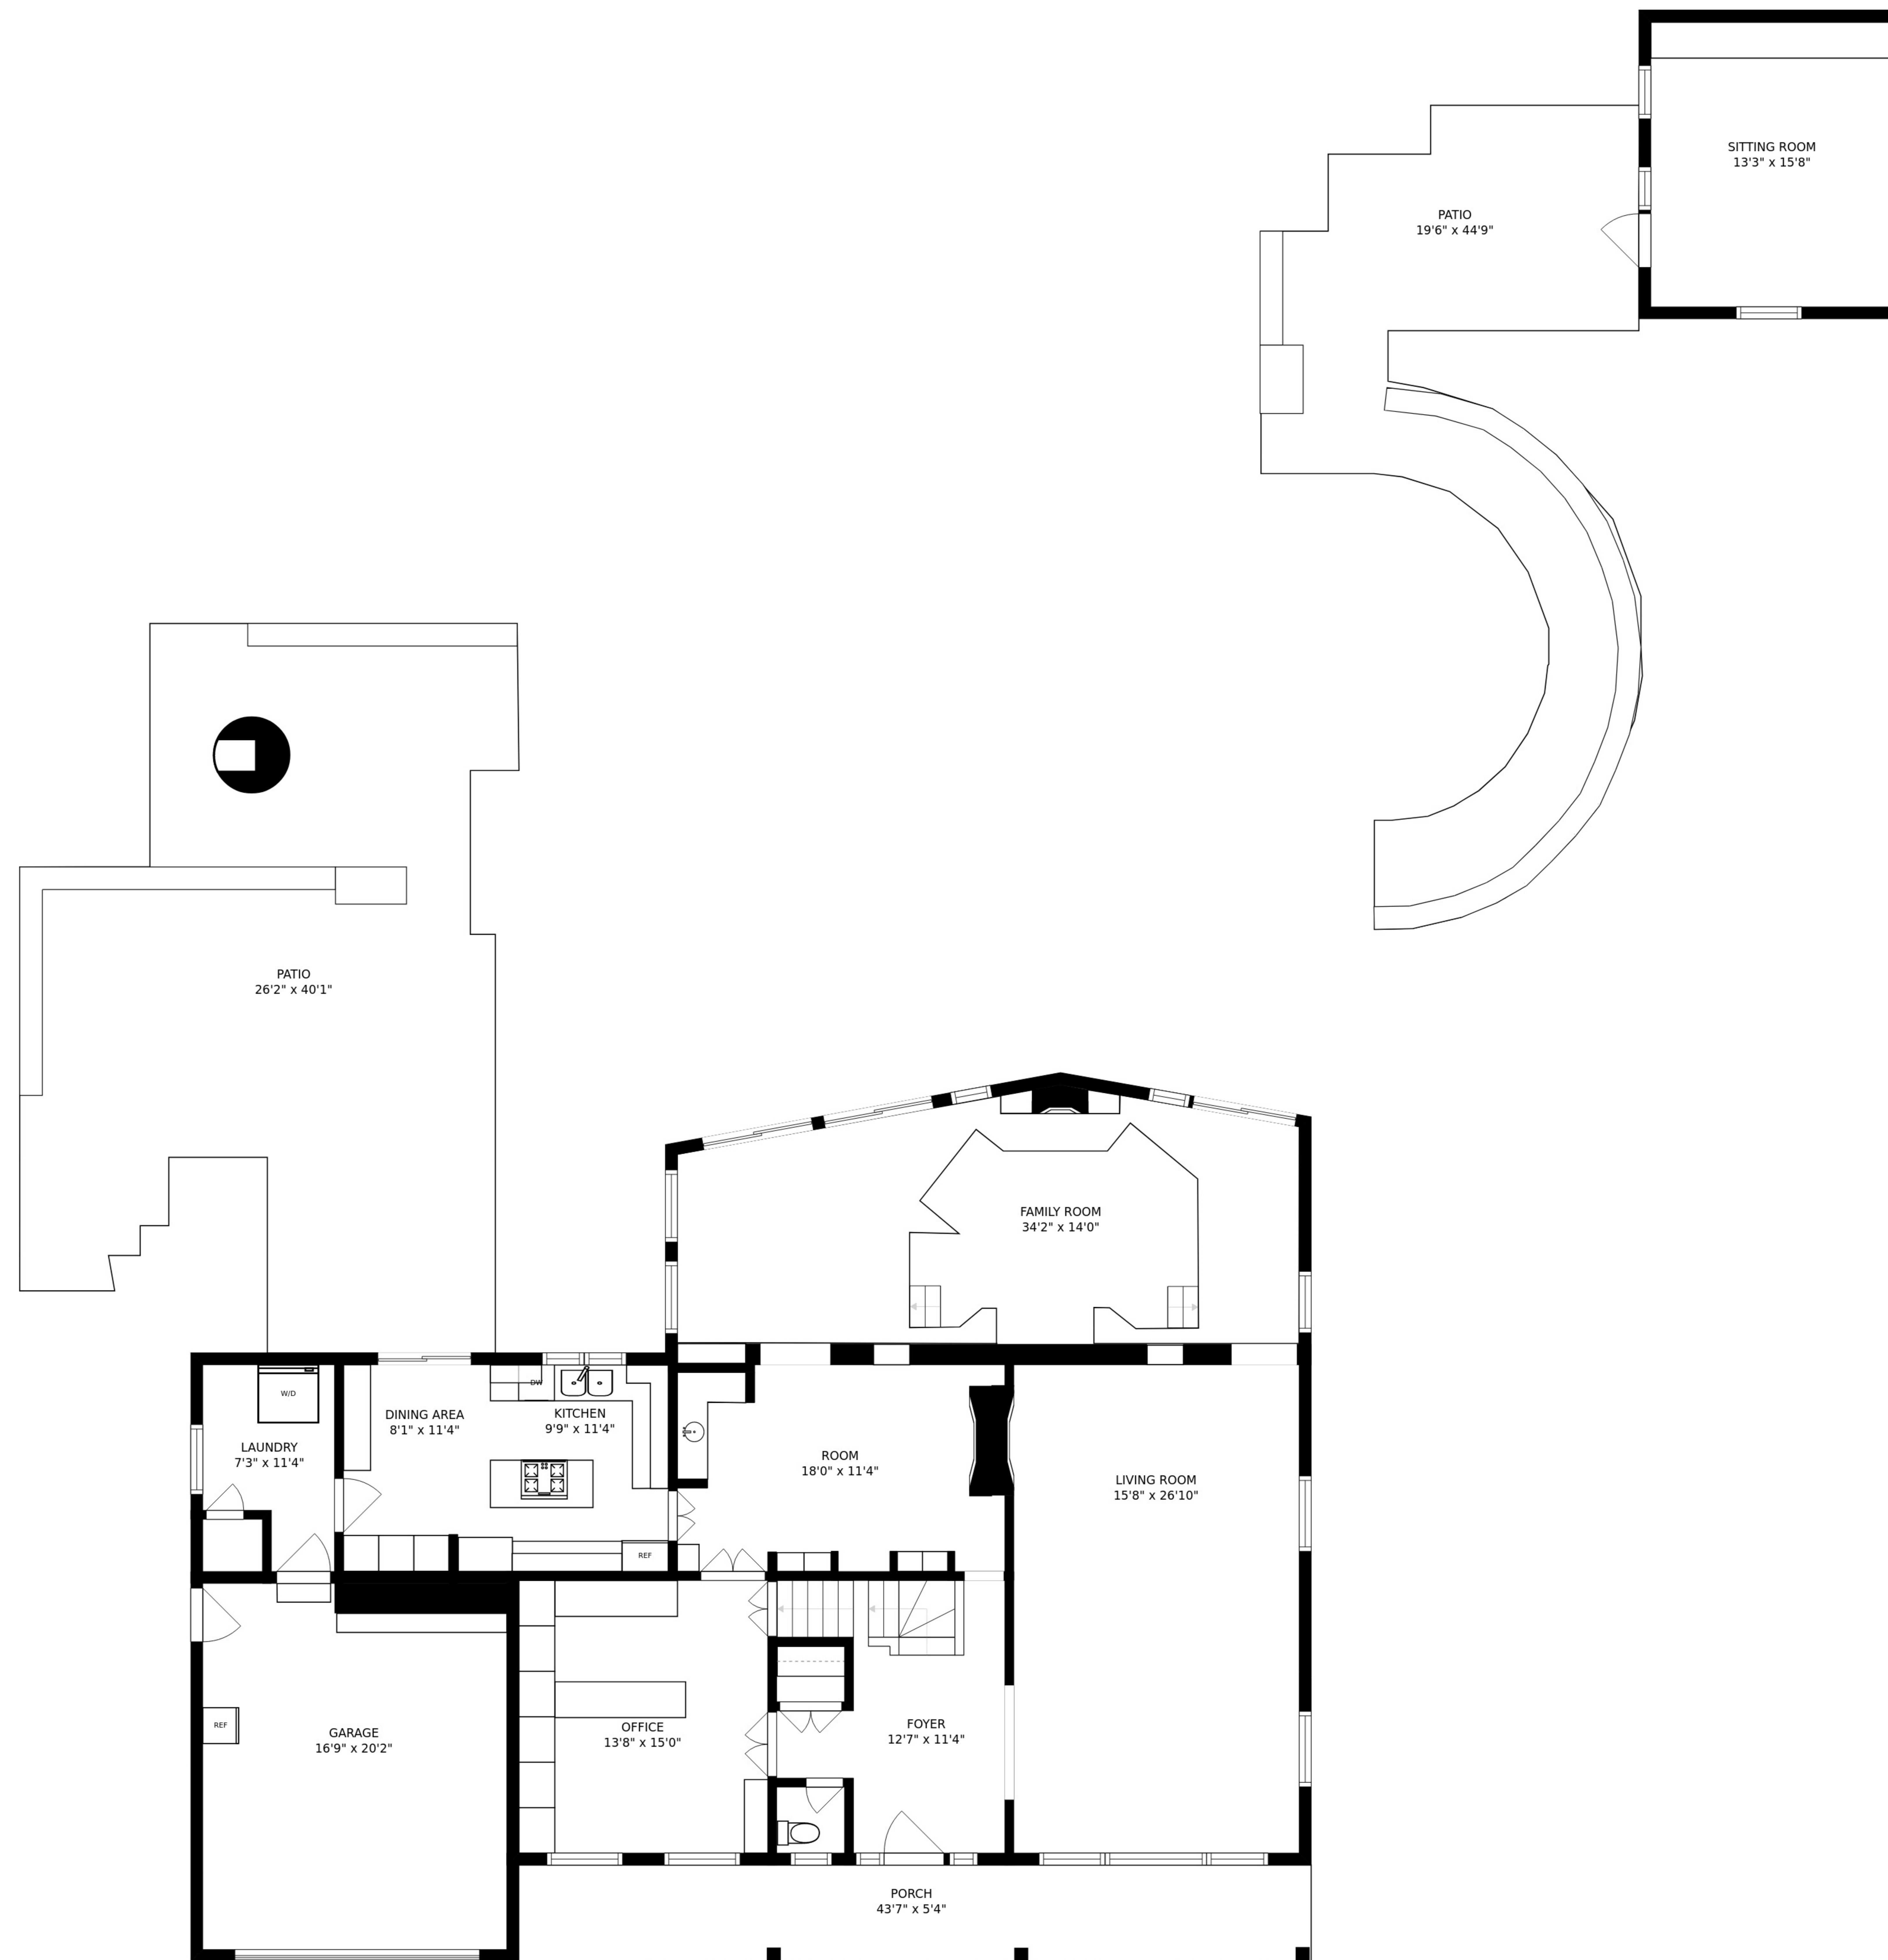 SITTING ROOM
13'3" x 15'8"
PATIO
19'6" x 44'9"
PATIO
26'2" x 40'1"
FAMILY ROOM
34'2" x 14'0"
W/D
DW
DINING AREA
8'1" x 11'4"
KITCHEN
9'9" x 11'4"
LAUNDRY
7'3" x 11'4"
ROOM
18'0" x 11'4"
LIVING ROOM
15'8" x 26'10"
REF
REF
GARAGE
16'9" x 20'2"
OFFICE
13'8" x 15'0"
FOYER
12'7" x 11'4"
PORCH
43'7" x 5'4"